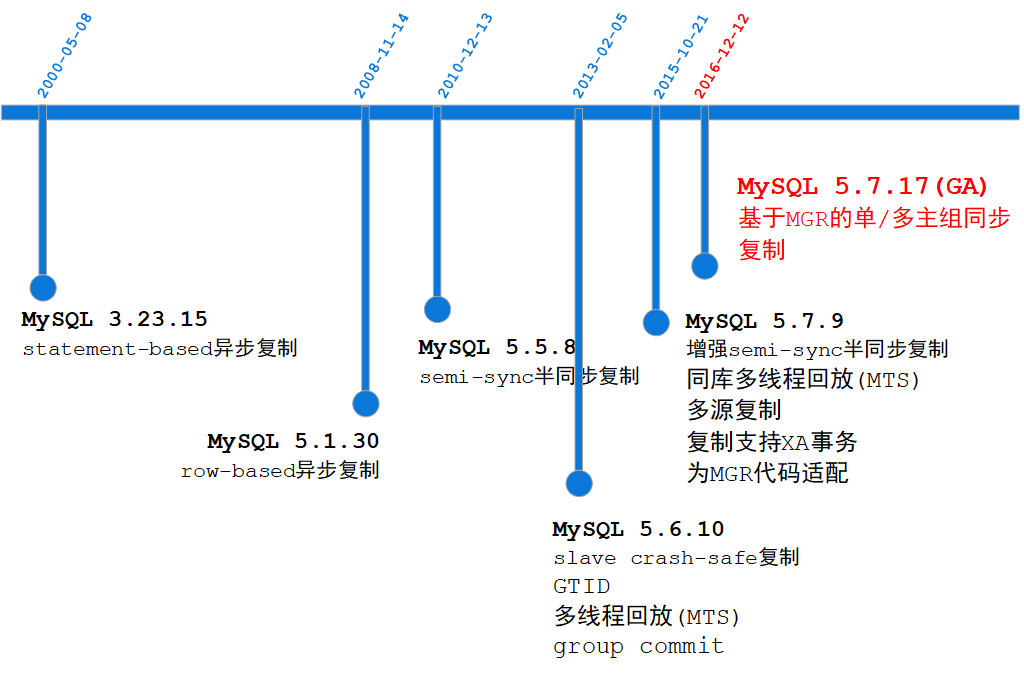 2000-05-08
2008-11-14
2010-12-13
2013-02-05
2015-10-21
2016-12-12
MySQL 5.7.17(GA)
基于MGR的单/多主组同步
复制
MySQL 3.23.15
statement-based异步复制
MySQL 5.5.8
semi-sync半同步复制
MySQL 5.7.9
增强semi-sync半同步复制
同库多线程回放(MTS)
多源复制
复制支持XA事务
为MGR代码适配
MySQL 5.1.30
row-based异步复制
MySQL 5.6.10
slave crash-safe复制
GTID
多线程回放(MTS)
group commit